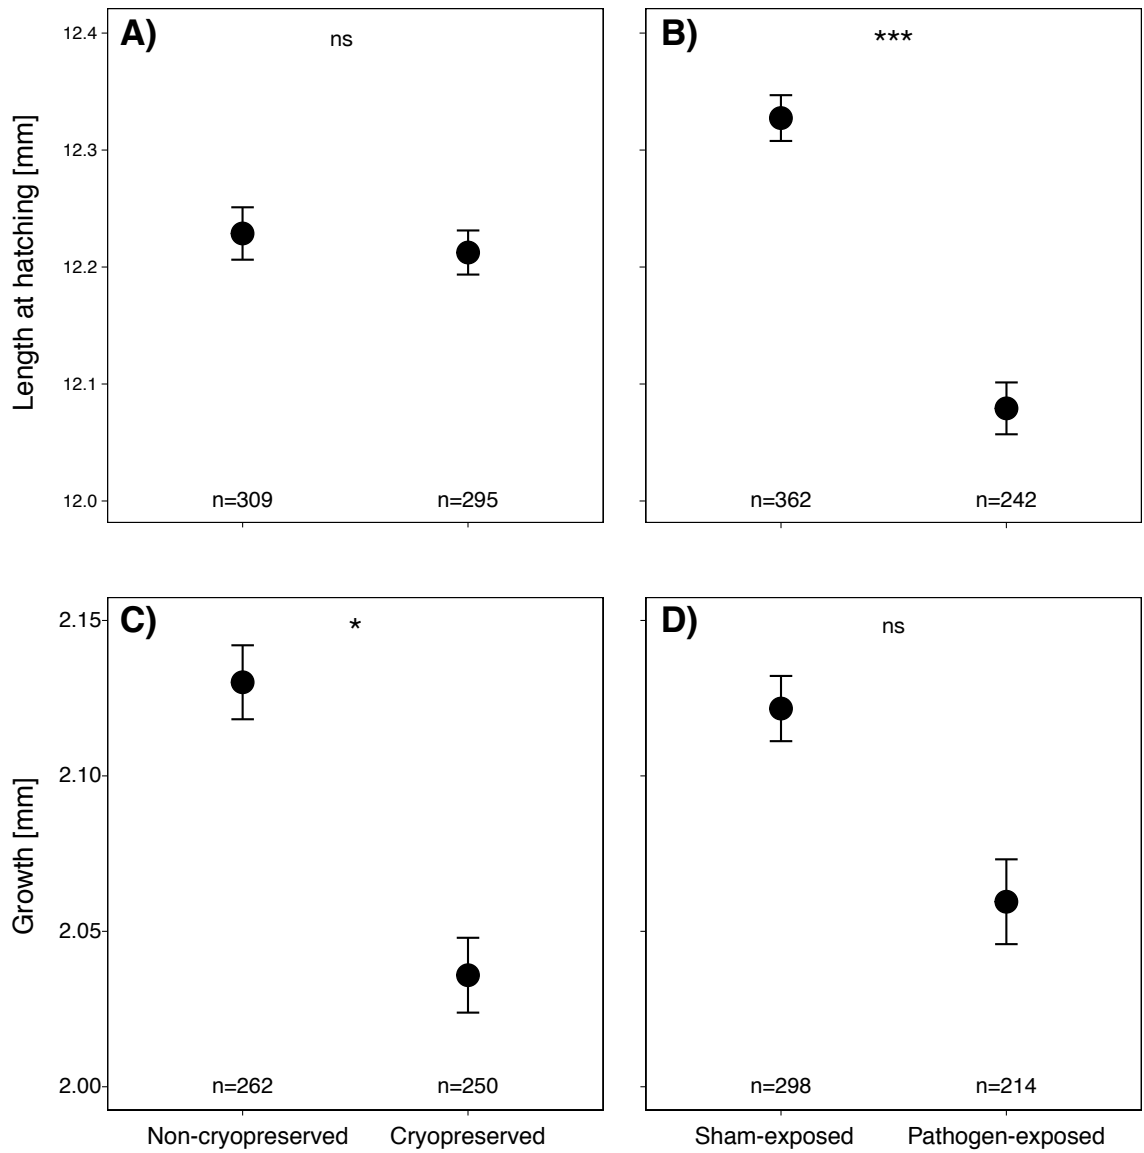 A)
ns
B)
***
12.4
12.3
12.2
12.1
12.0
Length at hatching [mm]
n=309
n=295
n=362
n=242
C)
*
D)
ns
2.15
2.10
2.05
2.00
Growth [mm]
n=262
n=250
n=298
n=214
Non-cryopreserved
Cryopreserved
Sham-exposed
Pathogen-exposed